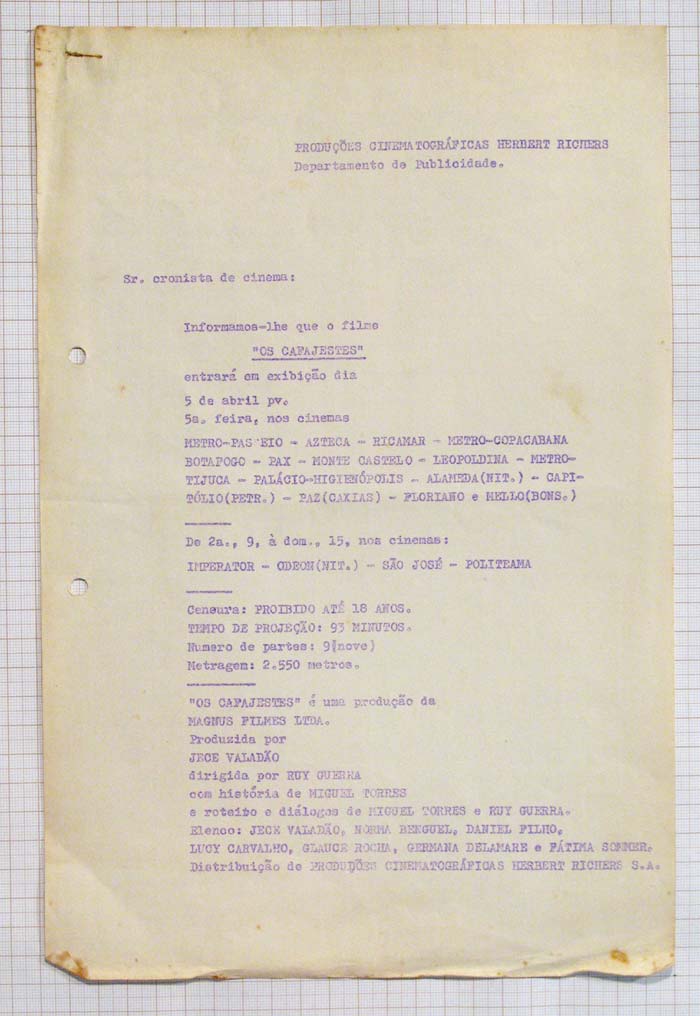 PRODUÇÕES CINEMATOGRÁFICAS HERBERT RICHERS
Departamento de Publicidade.
Sr. cronista de cinema:
Informamos-lhe que o filme
"OS CAFAJESTES"
entrará em exibição dia
5 de abril pv.
5a. feira, nos cinemas
METRO-PASSEIO - AZTECA - RICAMAR - METRO-COPACABANA
BOTAFOGO - PAX - MONTE CASTELO - LEOPOLDINA - METRO-
TIJUCA - PALÁCIO-HIGIENÓPOLIS - ALAMEDA(NIT.) - CAPI-
TÓLIO(PETR.) - PAZ(CAXIAS) - FLORIANO e MELLO(BONS.)
De 2a., 9, à dom., 15, nos cinemas:
IMPERATOR - ODEON(NIT.) - SÃO JOSÉ - POLITEAMA
Censura: PROIBIDO ATÉ 18 ANOS.
TEMPO DE PROJEÇÃO: 93 MINUTOS.
Numero de partes: 9(nove)
Metragem: 2.550 metros.
"OS CAFAJESTES" é uma produção da
MAGNUS FILMES LTDA.
Produzida por
JECE VALADÃO
dirigida por RUY GUERRA
com história de MIGUEL TORRES
e roteiro e diálogos de MIGUEL TORRES e RUY GUERRA.
Elenco: JECE VALADÃO, NORMA BENGUEL, DANIEL FILHO,
LUCY CARVALHO, GLAUCE ROCHA, GERMANA DELAMARE e FÁTIMA SOMMER.
Distribuição de PRODUÇÕES CINEMATOGRÁFICAS HERBERT RICHERS S.A.